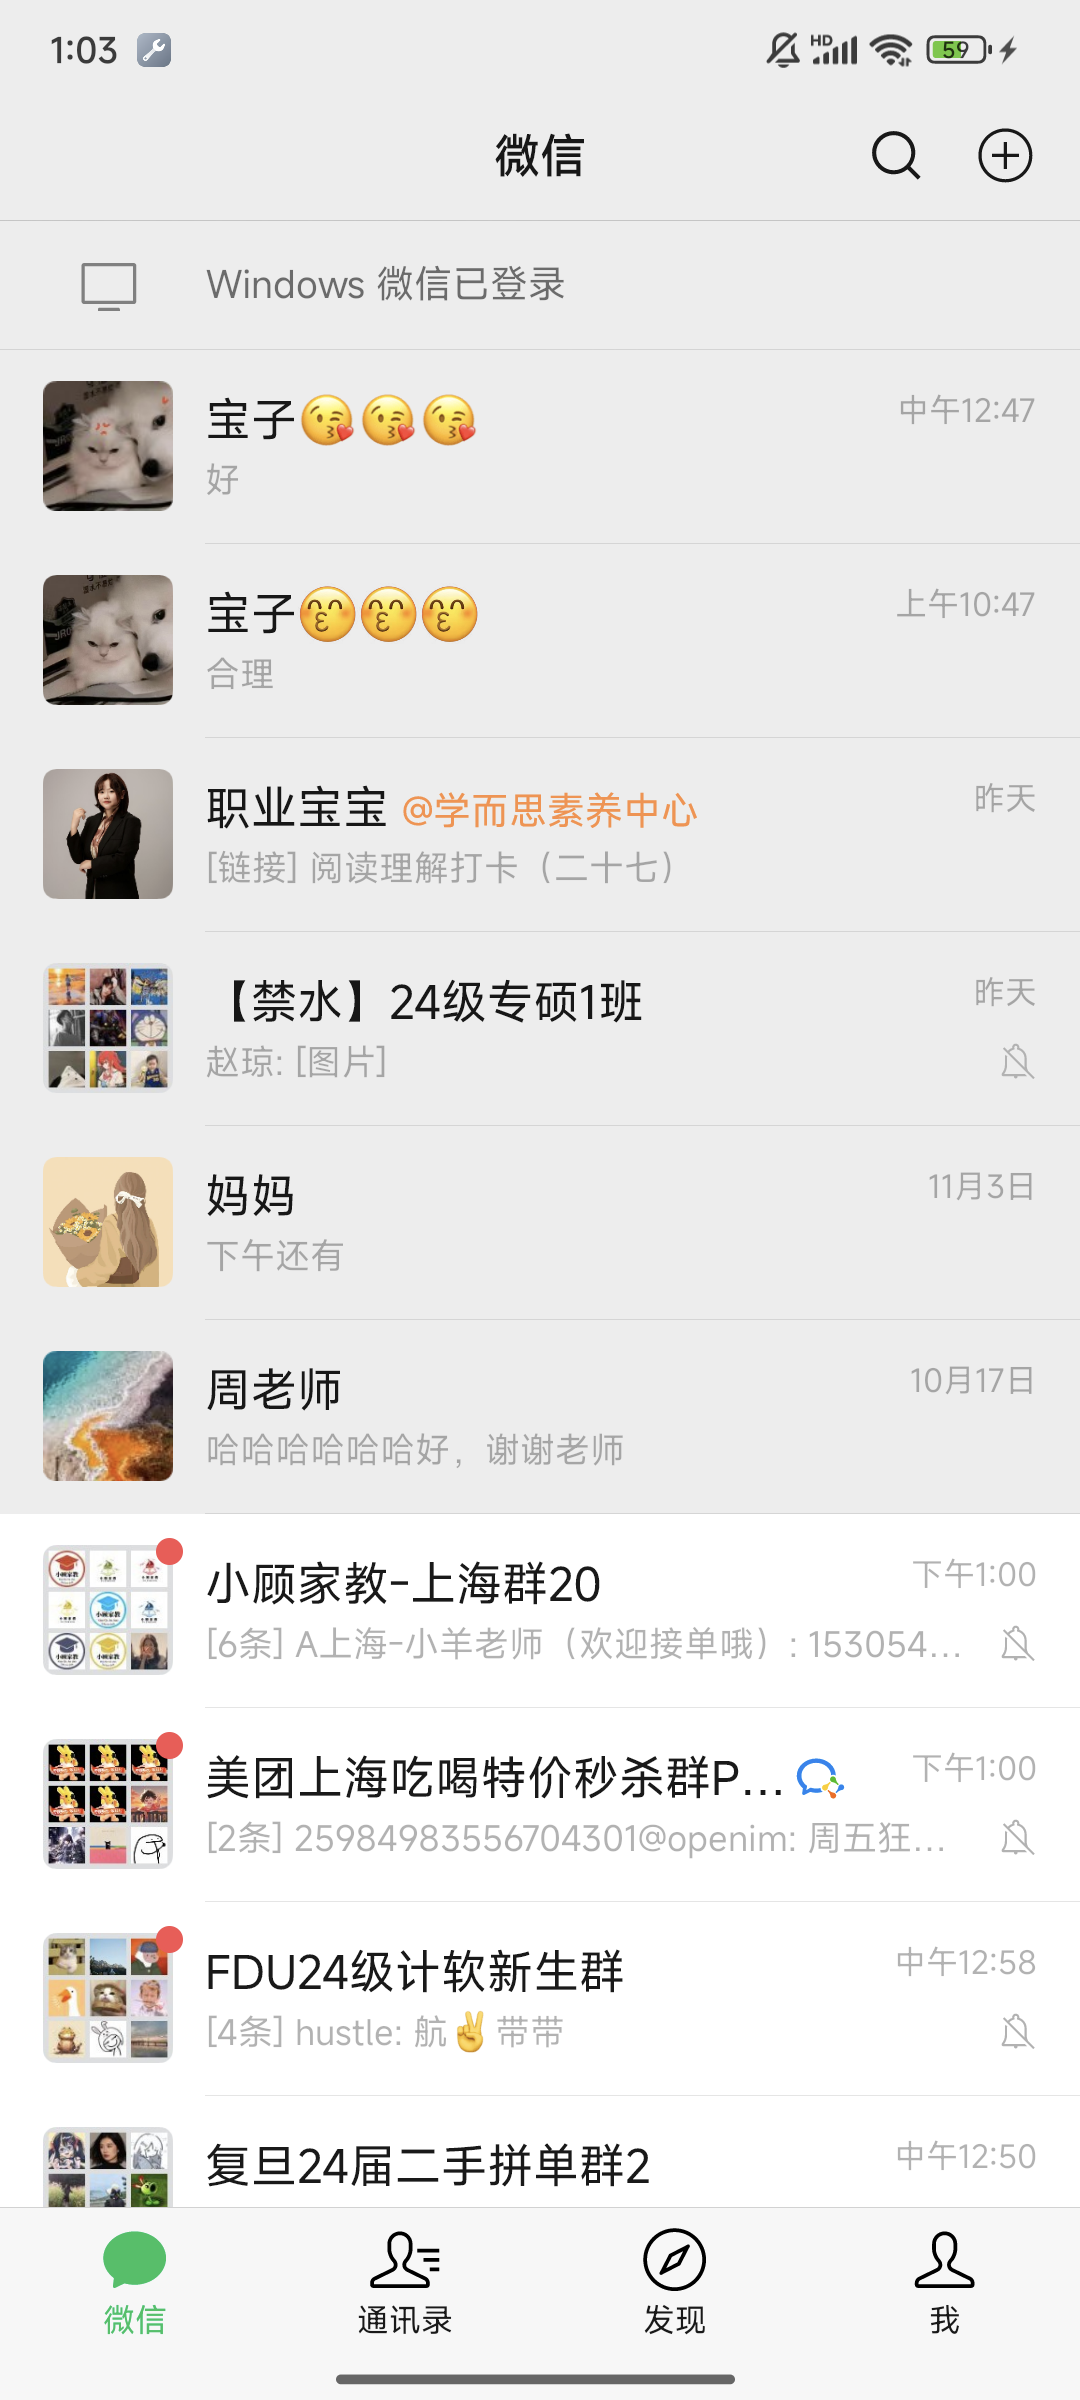 1:03
HD
59
微信
Windows 微信已登录
宝子😘😘😘
中午12:47
好
宝子😙😙😙
上午10:47
合理
职业宝宝 @学而思素养中心
昨天
[链接] 阅读理解打卡（二十七）
【禁水】24级专硕1班
昨天
赵琼: [图片]
妈妈
11月3日
下午还有
周老师
10月17日
哈哈哈哈哈哈好，谢谢老师
小顾家教-上海群20
下午1:00
[6条] A上海-小羊老师（欢迎接单哦）: 153054...
美团上海吃喝特价秒杀群P...
下午1:00
[2条] 25984983556704301@openim: 周五狂...
FDU24级计软新生群
中午12:58
[4条] hustle: 航✌️带带
复旦24届二手拼单群2
中午12:50
微信
通讯录
发现
我